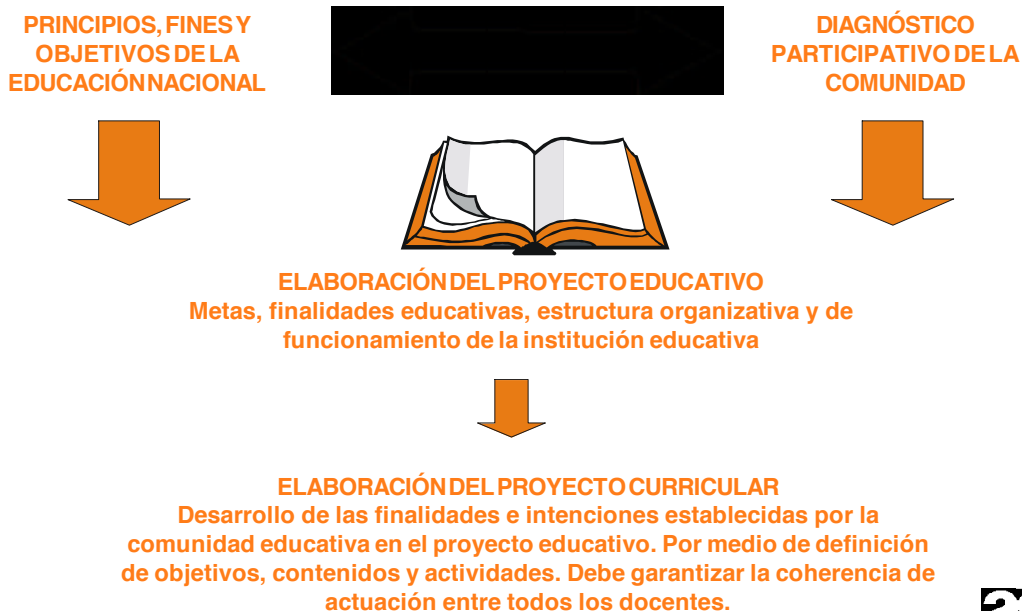 PRINCIPIOS, FINES Y
OBJETIVOS DE LA
EDUCACIÓN NACIONAL
DIAGNÓSTICO
PARTICIPATIVO DE LA
COMUNIDAD
ELABORACIÓN DEL PROYECTO EDUCATIVO
Metas, finalidades educativas, estructura organizativa y de
funcionamiento de la institución educativa
ELABORACIÓN DEL PROYECTO CURRICULAR
Desarrollo de las finalidades e intenciones establecidas por la
comunidad educativa en el proyecto educativo. Por medio de definición
de objetivos, contenidos y actividades. Debe garantizar la coherencia de
actuación entre todos los docentes.